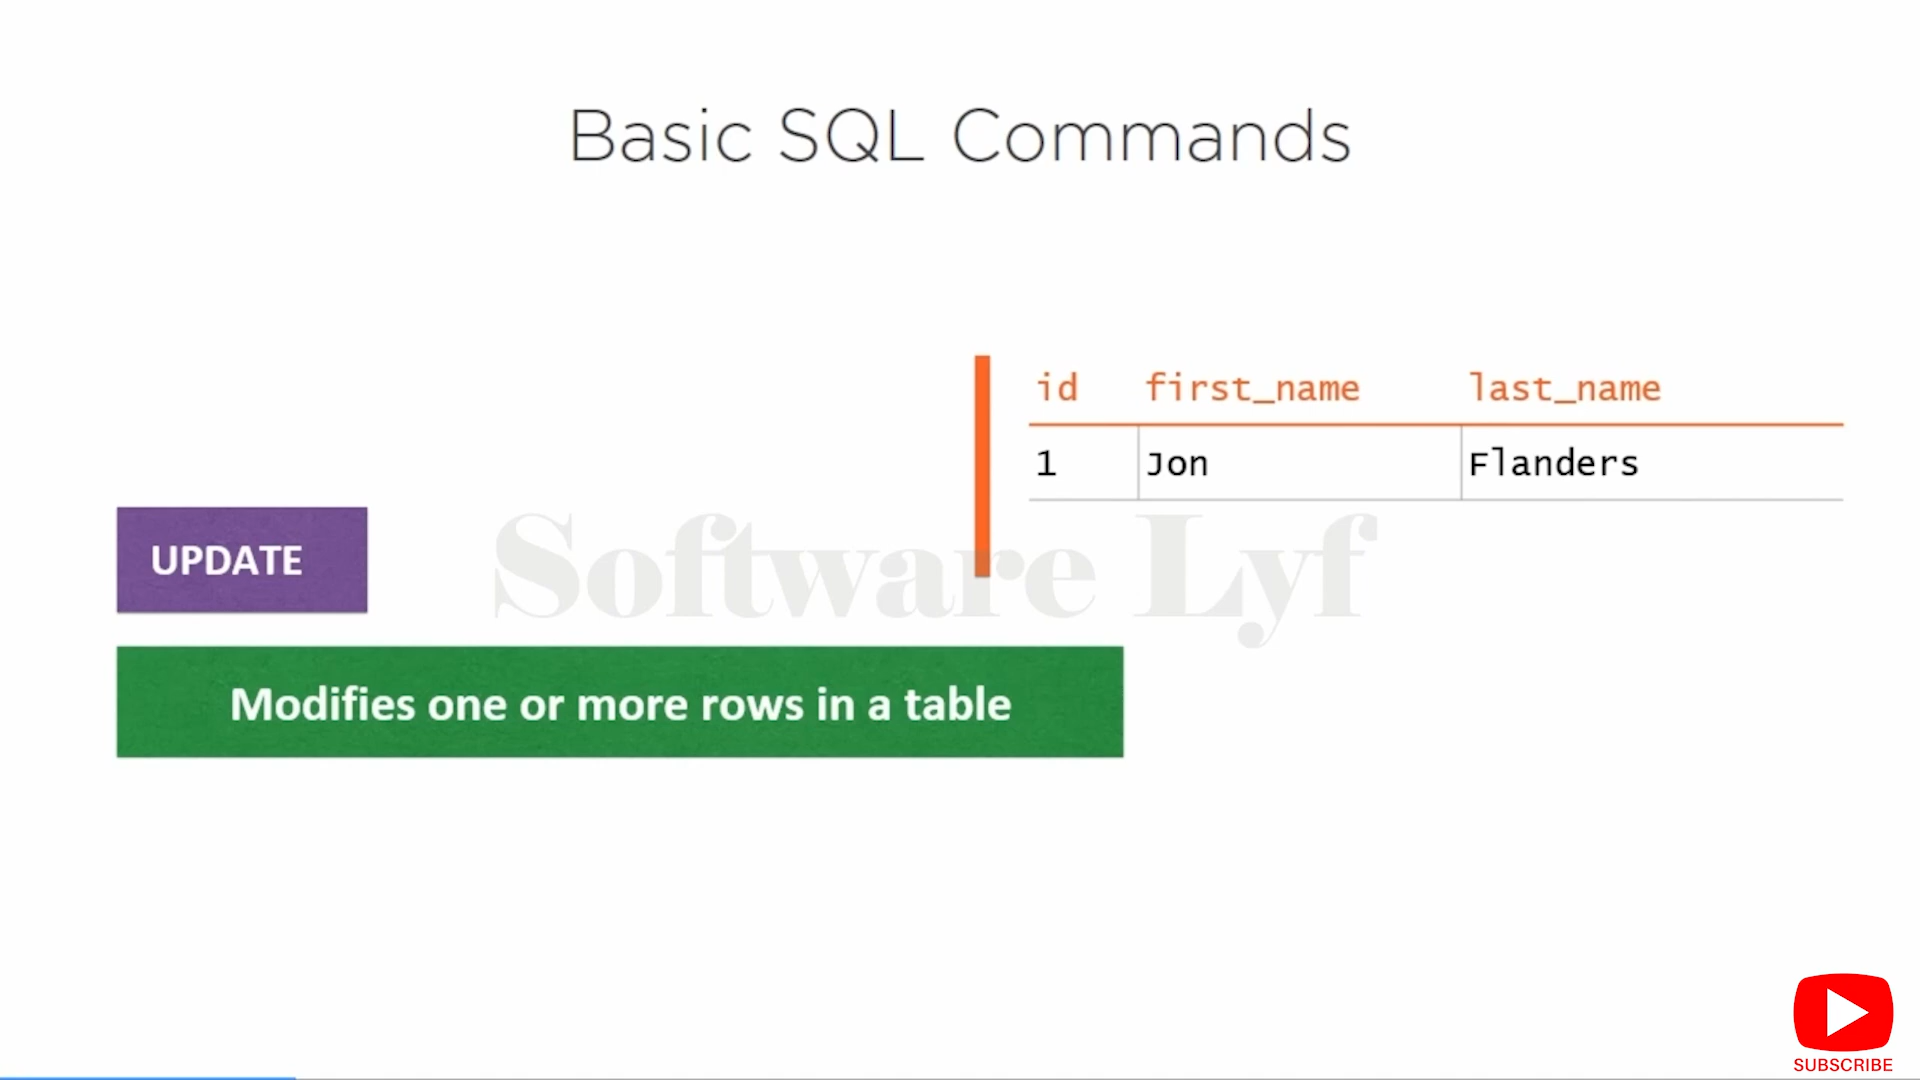 Basic SQL Commands
id first_name last_name
1 Jon Flanders
UPDATE
Software Lyf
Modifies one or more rows in a table
SUBSCRIBE